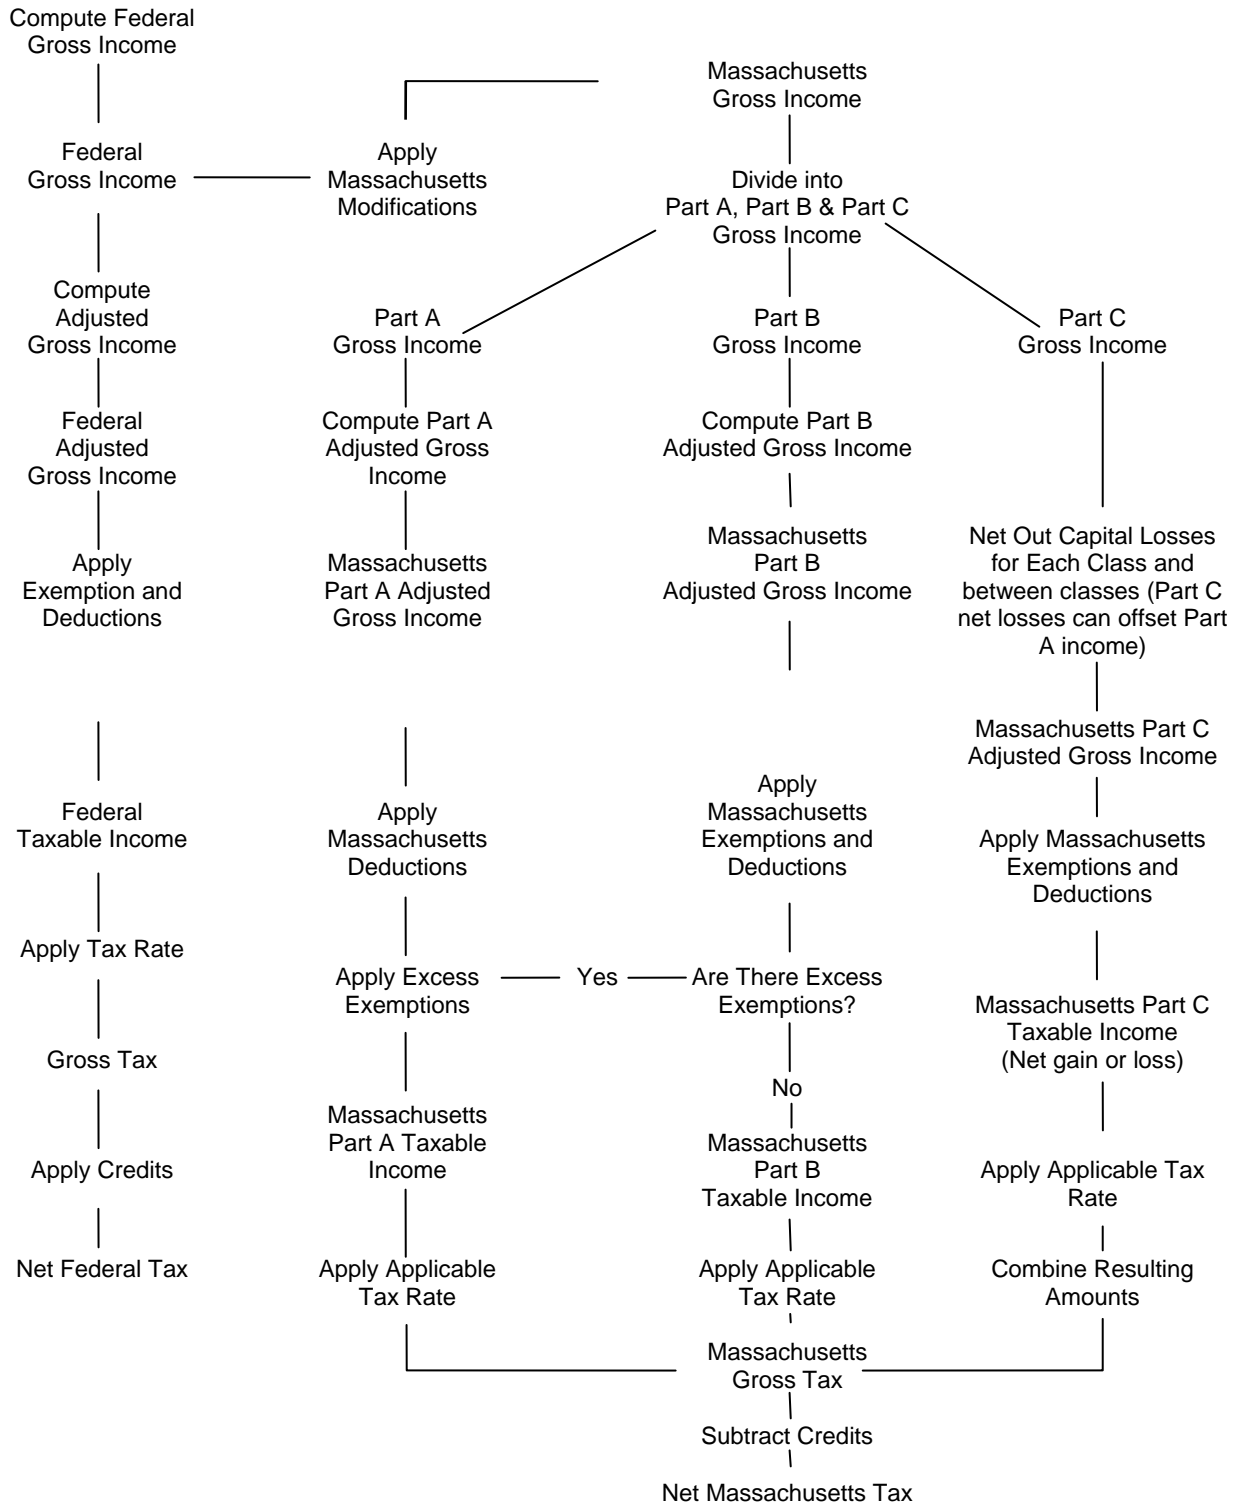 Compute Federal
Gross Income
Federal
Gross Income
Compute
Adjusted
Gross Income
Federal
Adjusted
Gross Income
Apply
Exemption and
Deductions
Federal
Taxable Income
Apply Tax Rate
Gross Tax
Apply Credits
Net Federal Tax
Apply
Massachusetts
Modifications
Massachusetts
Gross Income
Divide into
Part A, Part B & Part C
Gross Income
Part A
Gross Income
Compute Part A
Adjusted Gross
Income
Massachusetts
Part A Adjusted
Gross Income
Apply
Massachusetts
Deductions
Apply Excess
Exemptions
Massachusetts
Part A Taxable
Income
Apply Applicable
Tax Rate
Part B
Gross Income
Compute Part B
Adjusted Gross Income
Massachusetts
Part B
Adjusted Gross Income
Apply
Massachusetts
Exemptions and
Deductions
Are There Excess
Exemptions?
Yes
No
Massachusetts
Part B
Taxable Income
Apply Applicable
Tax Rate
Part C
Gross Income
Net Out Capital Losses
for Each Class and
between classes (Part C
net losses can offset Part
A income)
Massachusetts Part C
Adjusted Gross Income
Apply Massachusetts
Exemptions and
Deductions
Massachusetts Part C
Taxable Income
(Net gain or loss)
Apply Applicable Tax
Rate
Combine Resulting
Amounts
Massachusetts
Gross Tax
Subtract Credits
Net Massachusetts Tax